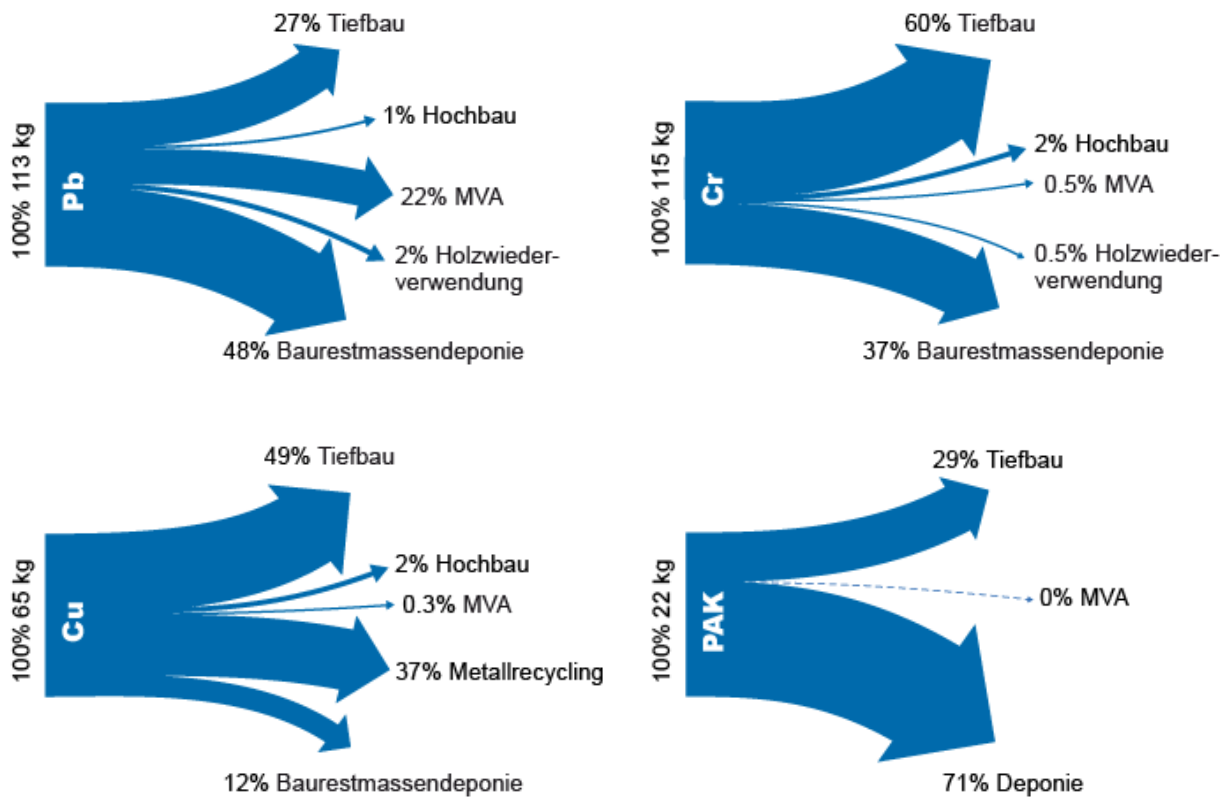 27% Tiefbau
1% Hochbau
100% 113 kg
Pb
22% MVA
2% Holzwieder-
verwendung
48% Baurestmassendeponie
60% Tiefbau
2% Hochbau
100% 115 kg
Cr
0.5% MVA
0.5% Holzwieder-
verwendung
37% Baurestmassendeponie
49% Tiefbau
2% Hochbau
100% 65 kg
Cu
0.3% MVA
37% Metallrecycling
12% Baurestmassendeponie
29% Tiefbau
100% 22 kg
PAK
0% MVA
71% Deponie